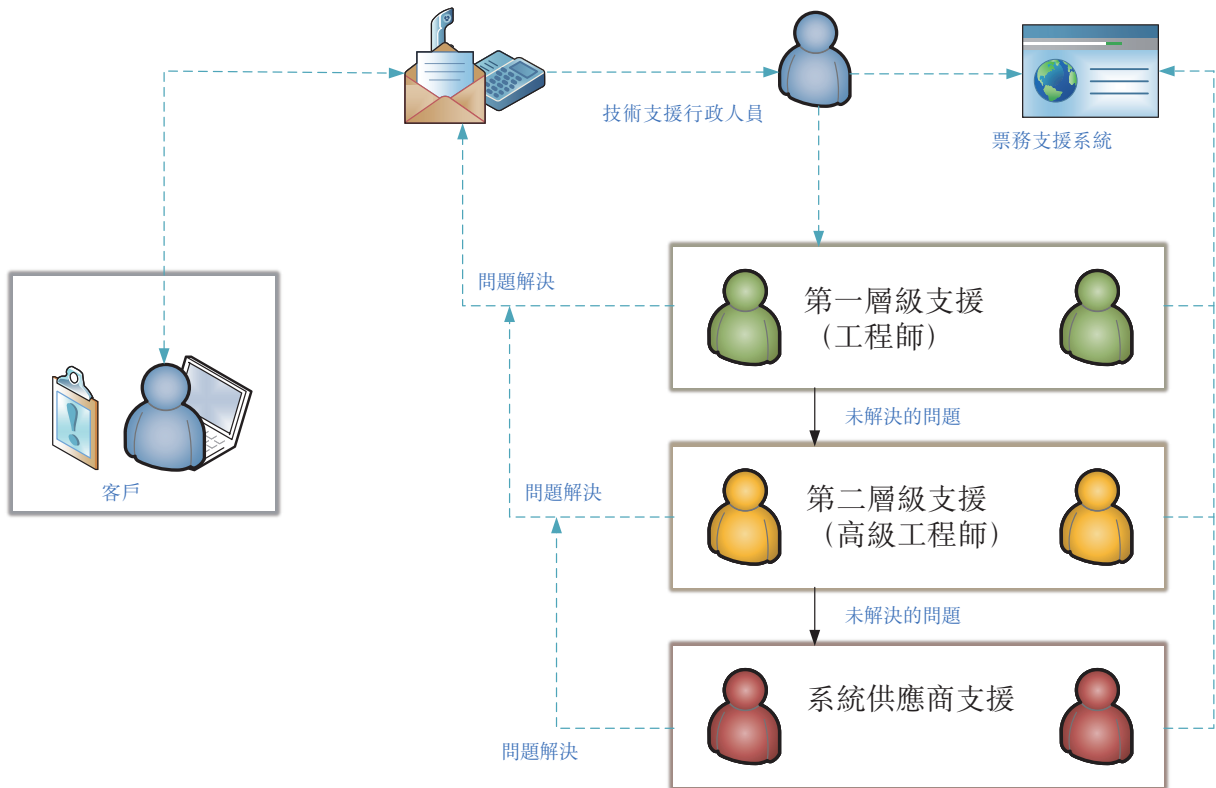 技術支援行政人員
票務支援系統
問題解決
第一層級支援
（工程師）
未解決的問題
客戶
問題解決
第二層級支援
（高級工程師）
未解決的問題
系統供應商支援
問題解決